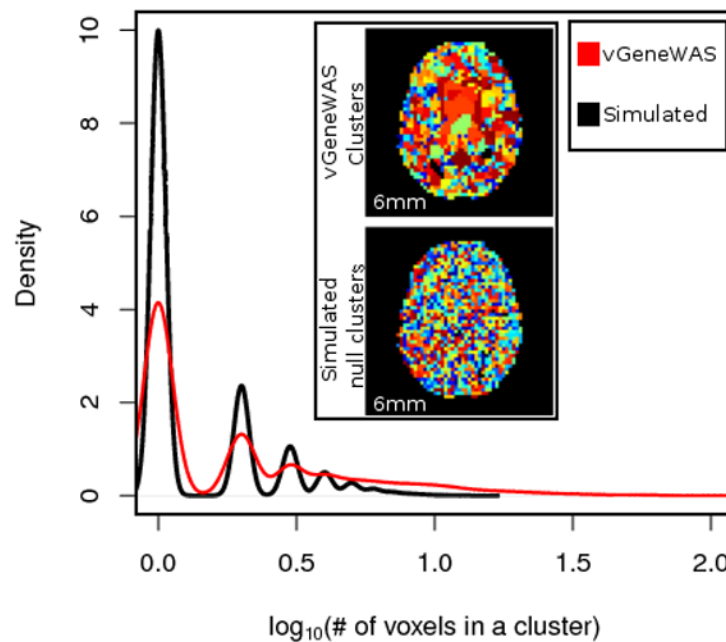 10
8
6
4
2
0
Density
vGeneWAS
Clusters
6mm
Simulated
null clusters
6mm
vGeneWAS
Simulated
0.0 0.5 1.0 1.5 2.0
log₁₀(# of voxels in a cluster)